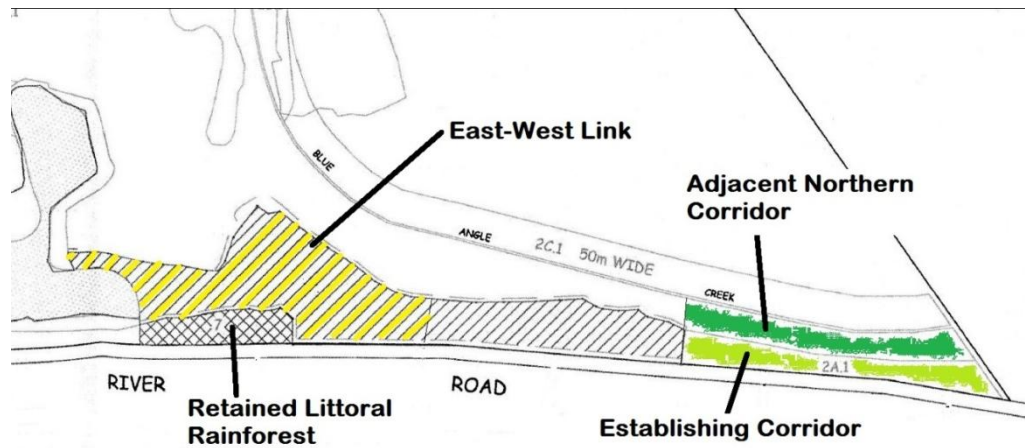 East-West Link
BLUE
Adjacent Northern
Corridor
ANGLE
2C.1 50m WIDE
CREEK
7
2A.1
RIVER
ROAD
Retained Littoral
Rainforest
Establishing Corridor